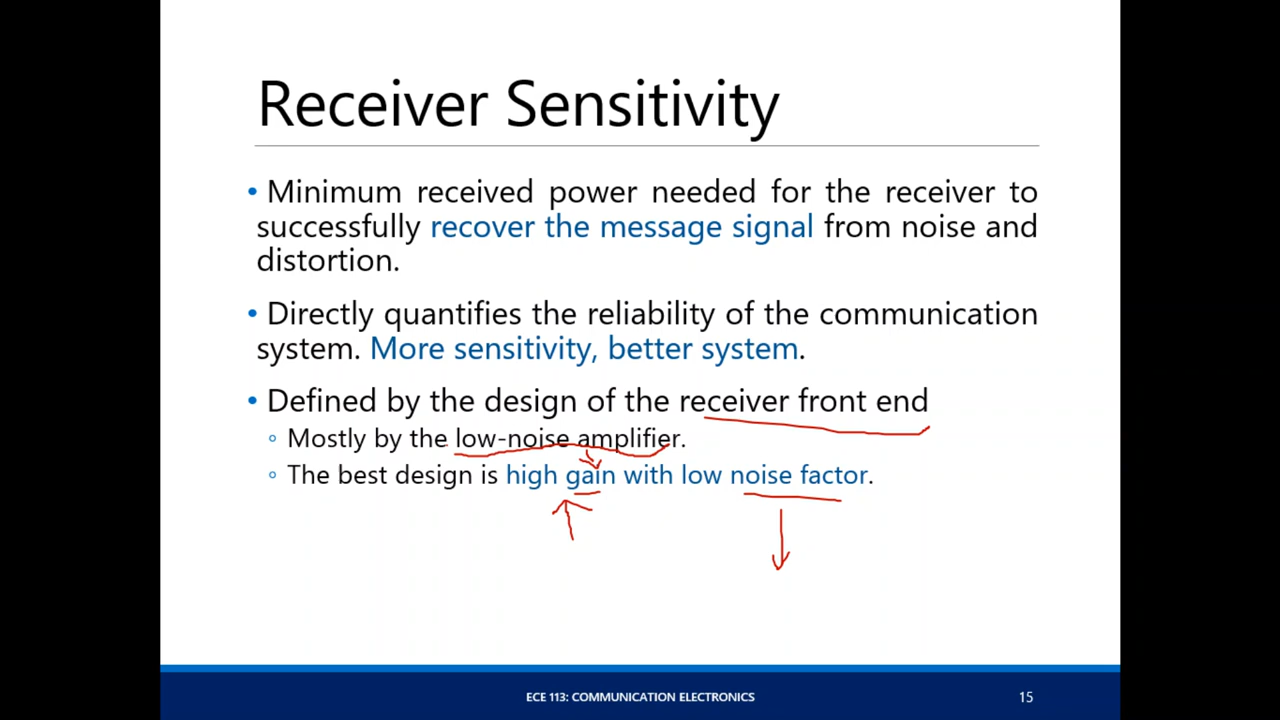 Receiver Sensitivity
• Minimum received power needed for the receiver to
successfully recover the message signal from noise and
distortion.
• Directly quantifies the reliability of the communication
system. More sensitivity, better system.
• Defined by the design of the receiver front end
◦ Mostly by the low-noise amplifier.
◦ The best design is high gain with low noise factor.
ECE 113: COMMUNICATION ELECTRONICS
15